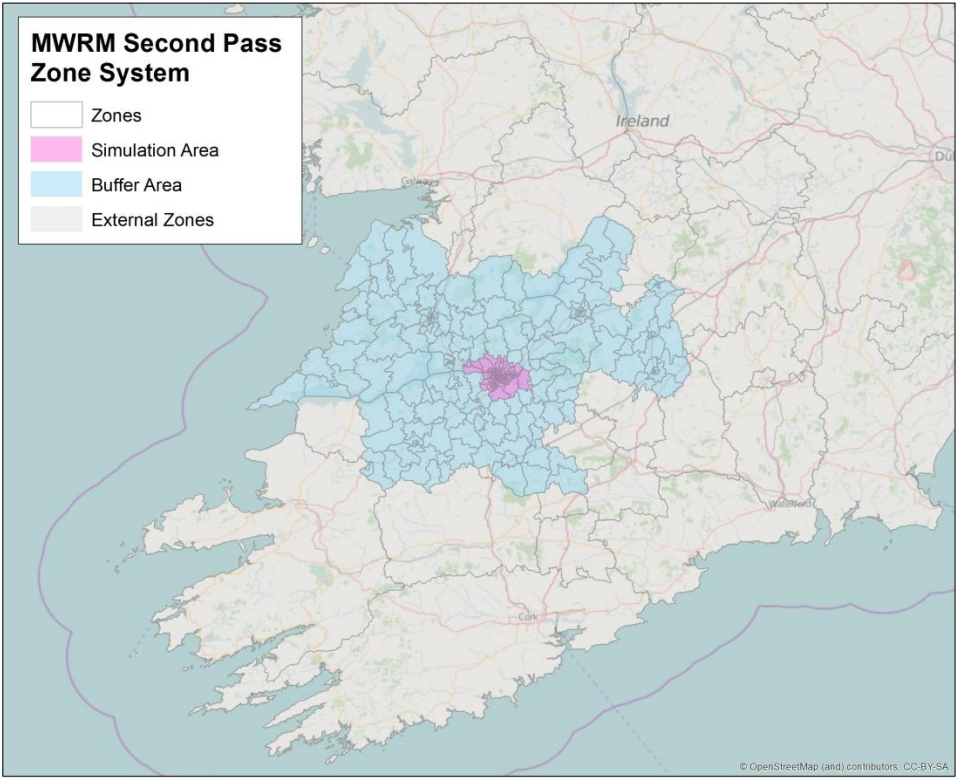 MWRM Second Pass
Zone System
Zones
Simulation Area
Buffer Area
External Zones
Ireland
Du
Galway
Waterford
Cork
© OpenStreetMap (and) contributors, CC-BY-SA